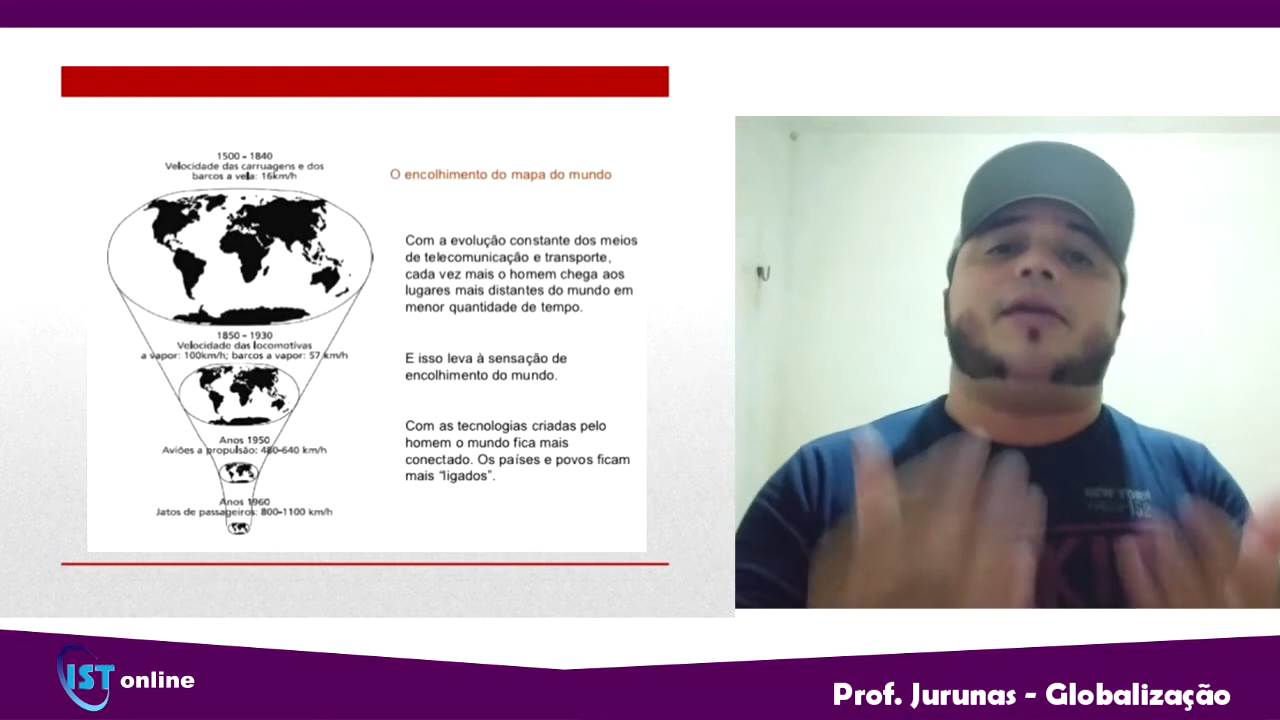 1500 - 1840
Velocidade das carruagens e dos
barcos a vela: 16km/h
O encolhimento do mapa do mundo
Com a evolução constante dos meios
de telecomunicação e transporte,
cada vez mais o homem chega aos
lugares mais distantes do mundo em
menor quantidade de tempo.
1850 - 1930
Velocidade das locomotivas
a vapor: 100km/h; barcos a vapor: 57 km/h
E isso leva à sensação de
encolhimento do mundo.
Anos 1950
Aviões a propulsão: 480-640 km/h
Com as tecnologias criadas pelo
homem o mundo fica mais
conectado. Os países e povos ficam
mais “ligados”.
Anos 1960
Jatos de passageiros: 800-1100 km/h
NEW YORK
IST online
Prof. Jurunas - Globalização